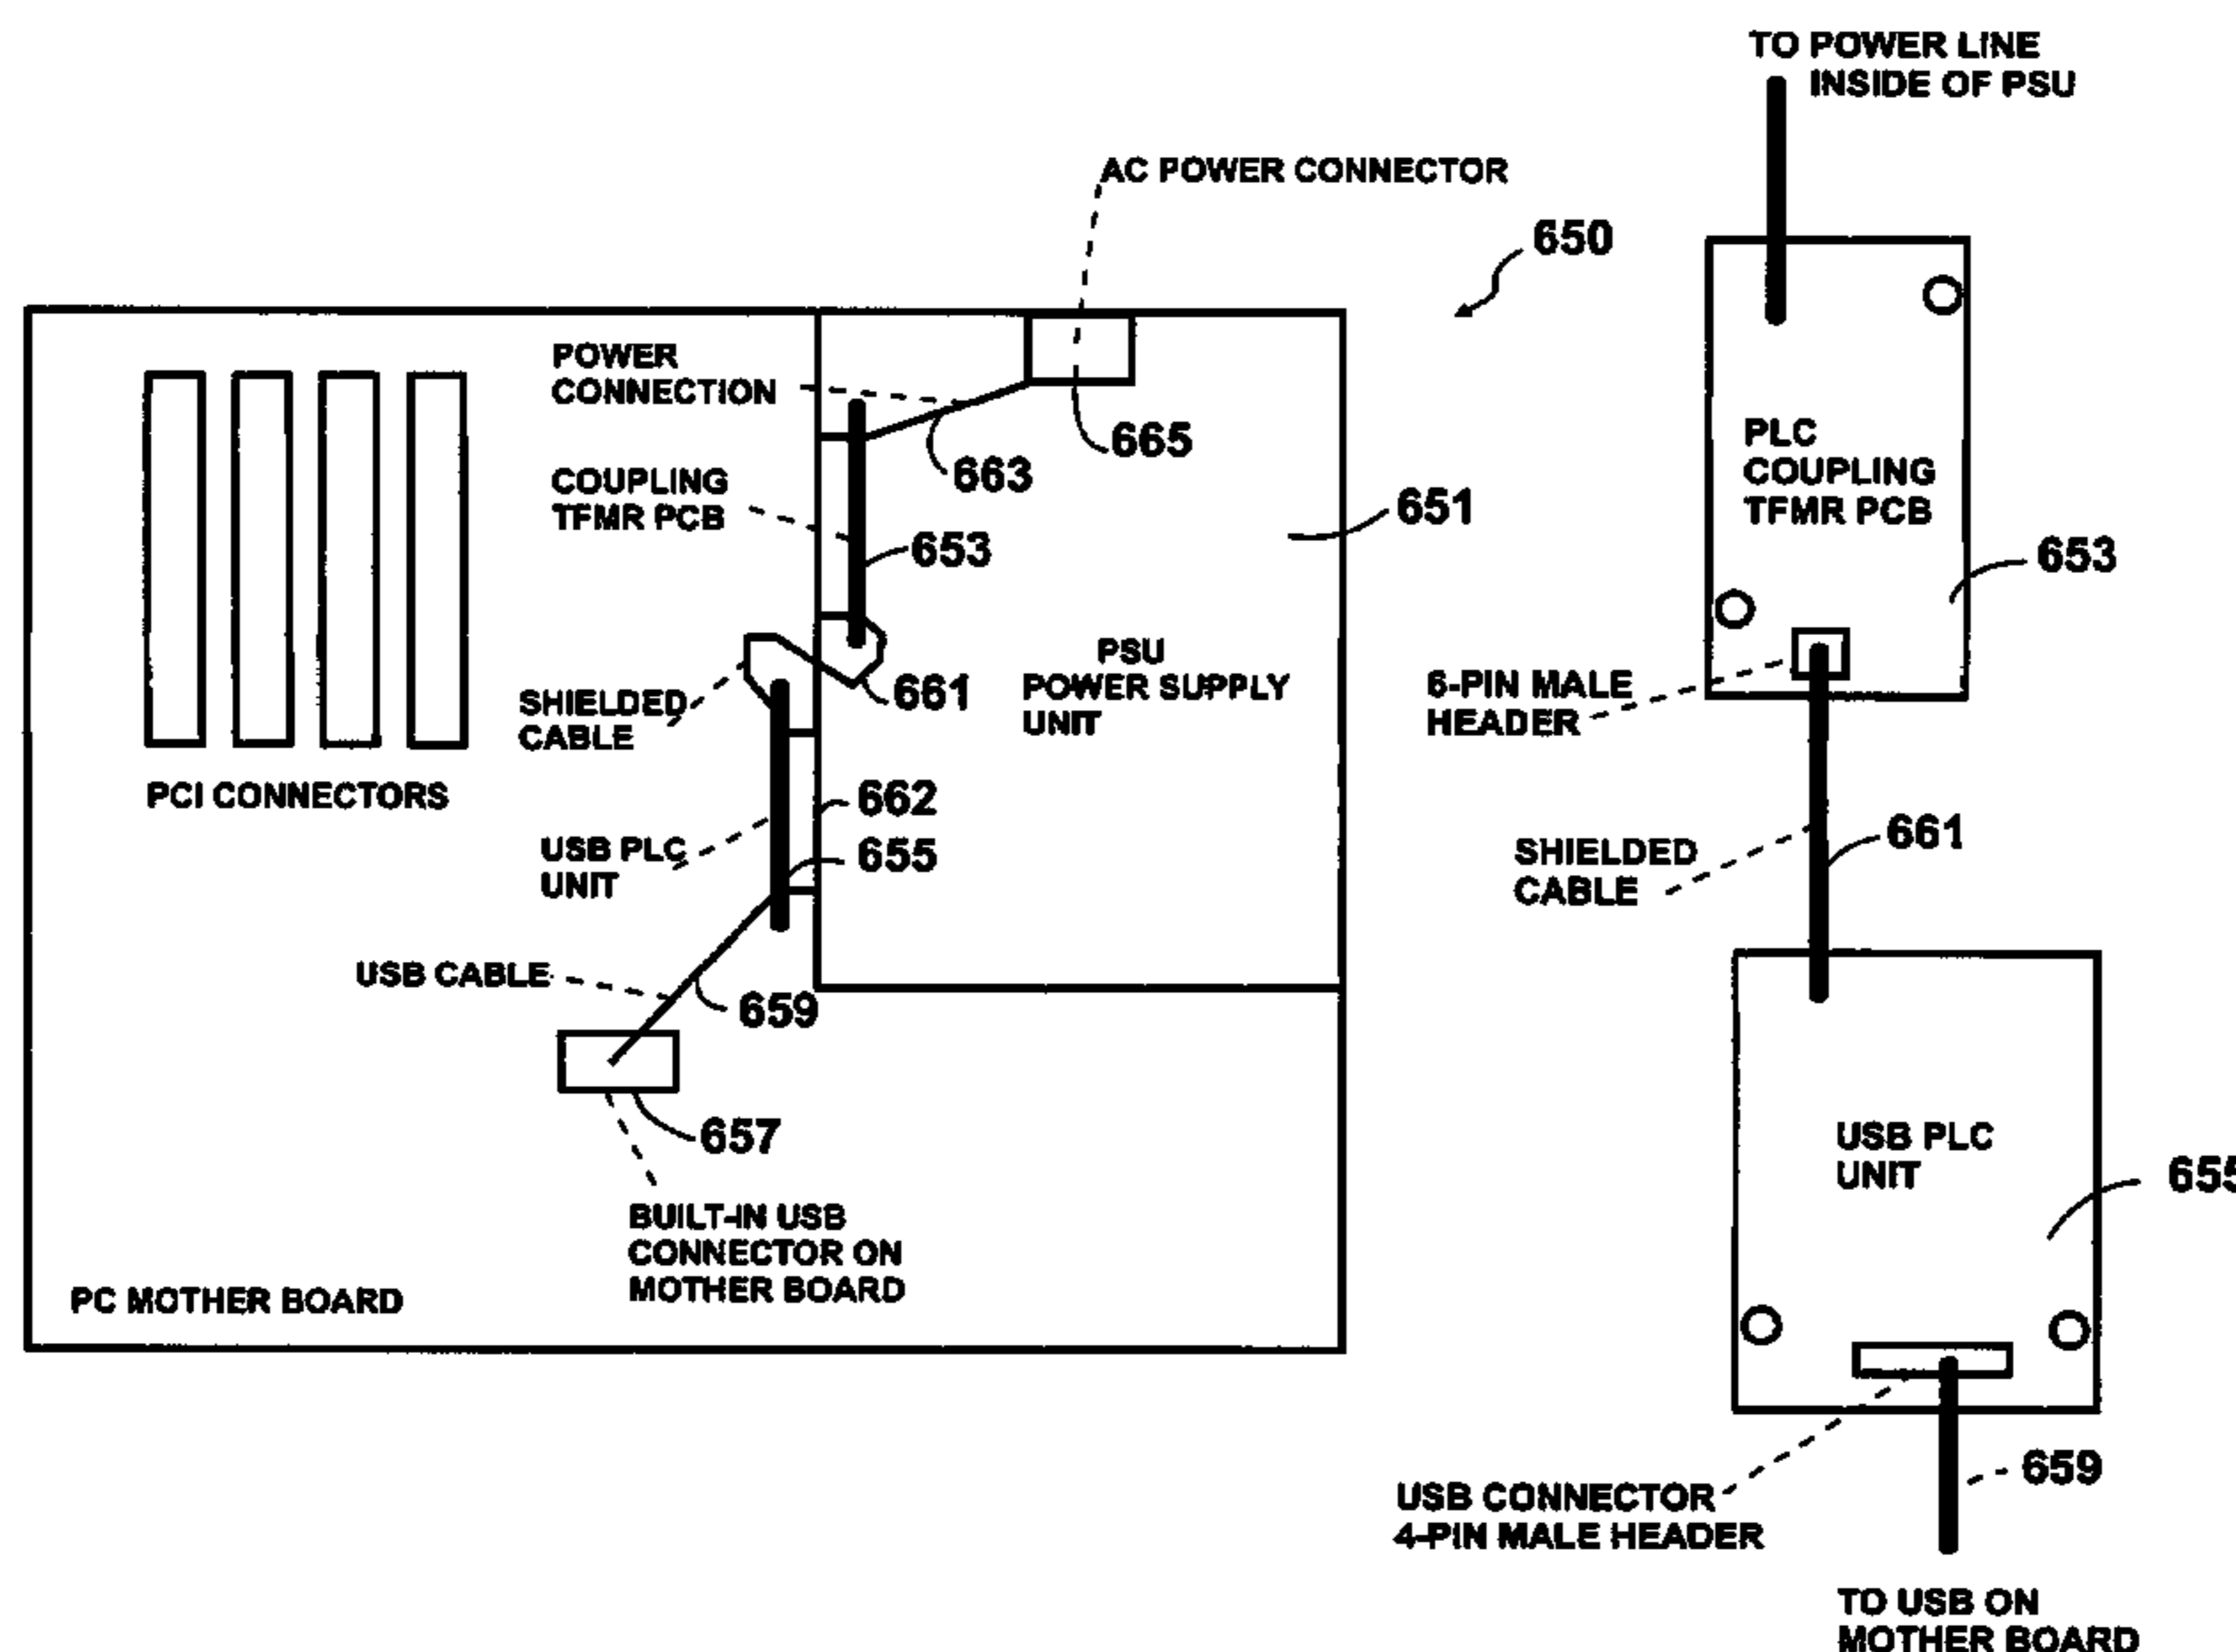 TO POWER LINE
INSIDE OF PSU
AC POWER CONNECTOR
650
POWER
CONNECTION
665
663
COUPLING
TFMR PCB
653
651
PLC
COUPLING
TFMR PCB
653
PSU
POWER SUPPLY
UNIT
661
SHIELDED
CABLE
6-PIN MALE
HEADER
PCI CONNECTORS
662
USB PLC
UNIT
655
SHIELDED
CABLE
661
USB CABLE
659
657
BUILT-IN USB
CONNECTOR ON
MOTHER BOARD
PC MOTHER BOARD
USB PLC
UNIT
655
USB CONNECTOR
4-PIN MALE HEADER
659
TO USB ON
MOTHER BOARD